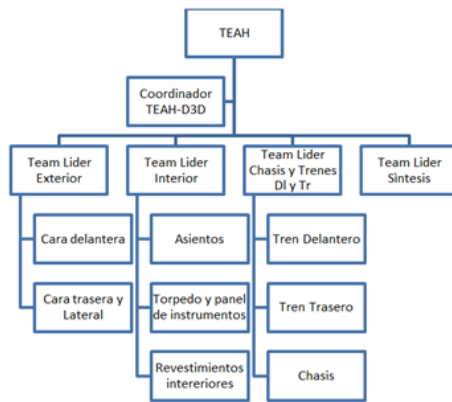 TEAH
Coordinador
TEAH-D3D
Team Lider
Exterior
Team Lider
Interior
Team Lider
Chasis y Trenes
Dl y Tr
Team Lider
Sintesis
Cara delantera
Asientos
Tren Delantero
Cara trasera y
Lateral
Torpedo y panel
de instrumentos
Tren Trasero
Revestimientos
intereriores
Chasis